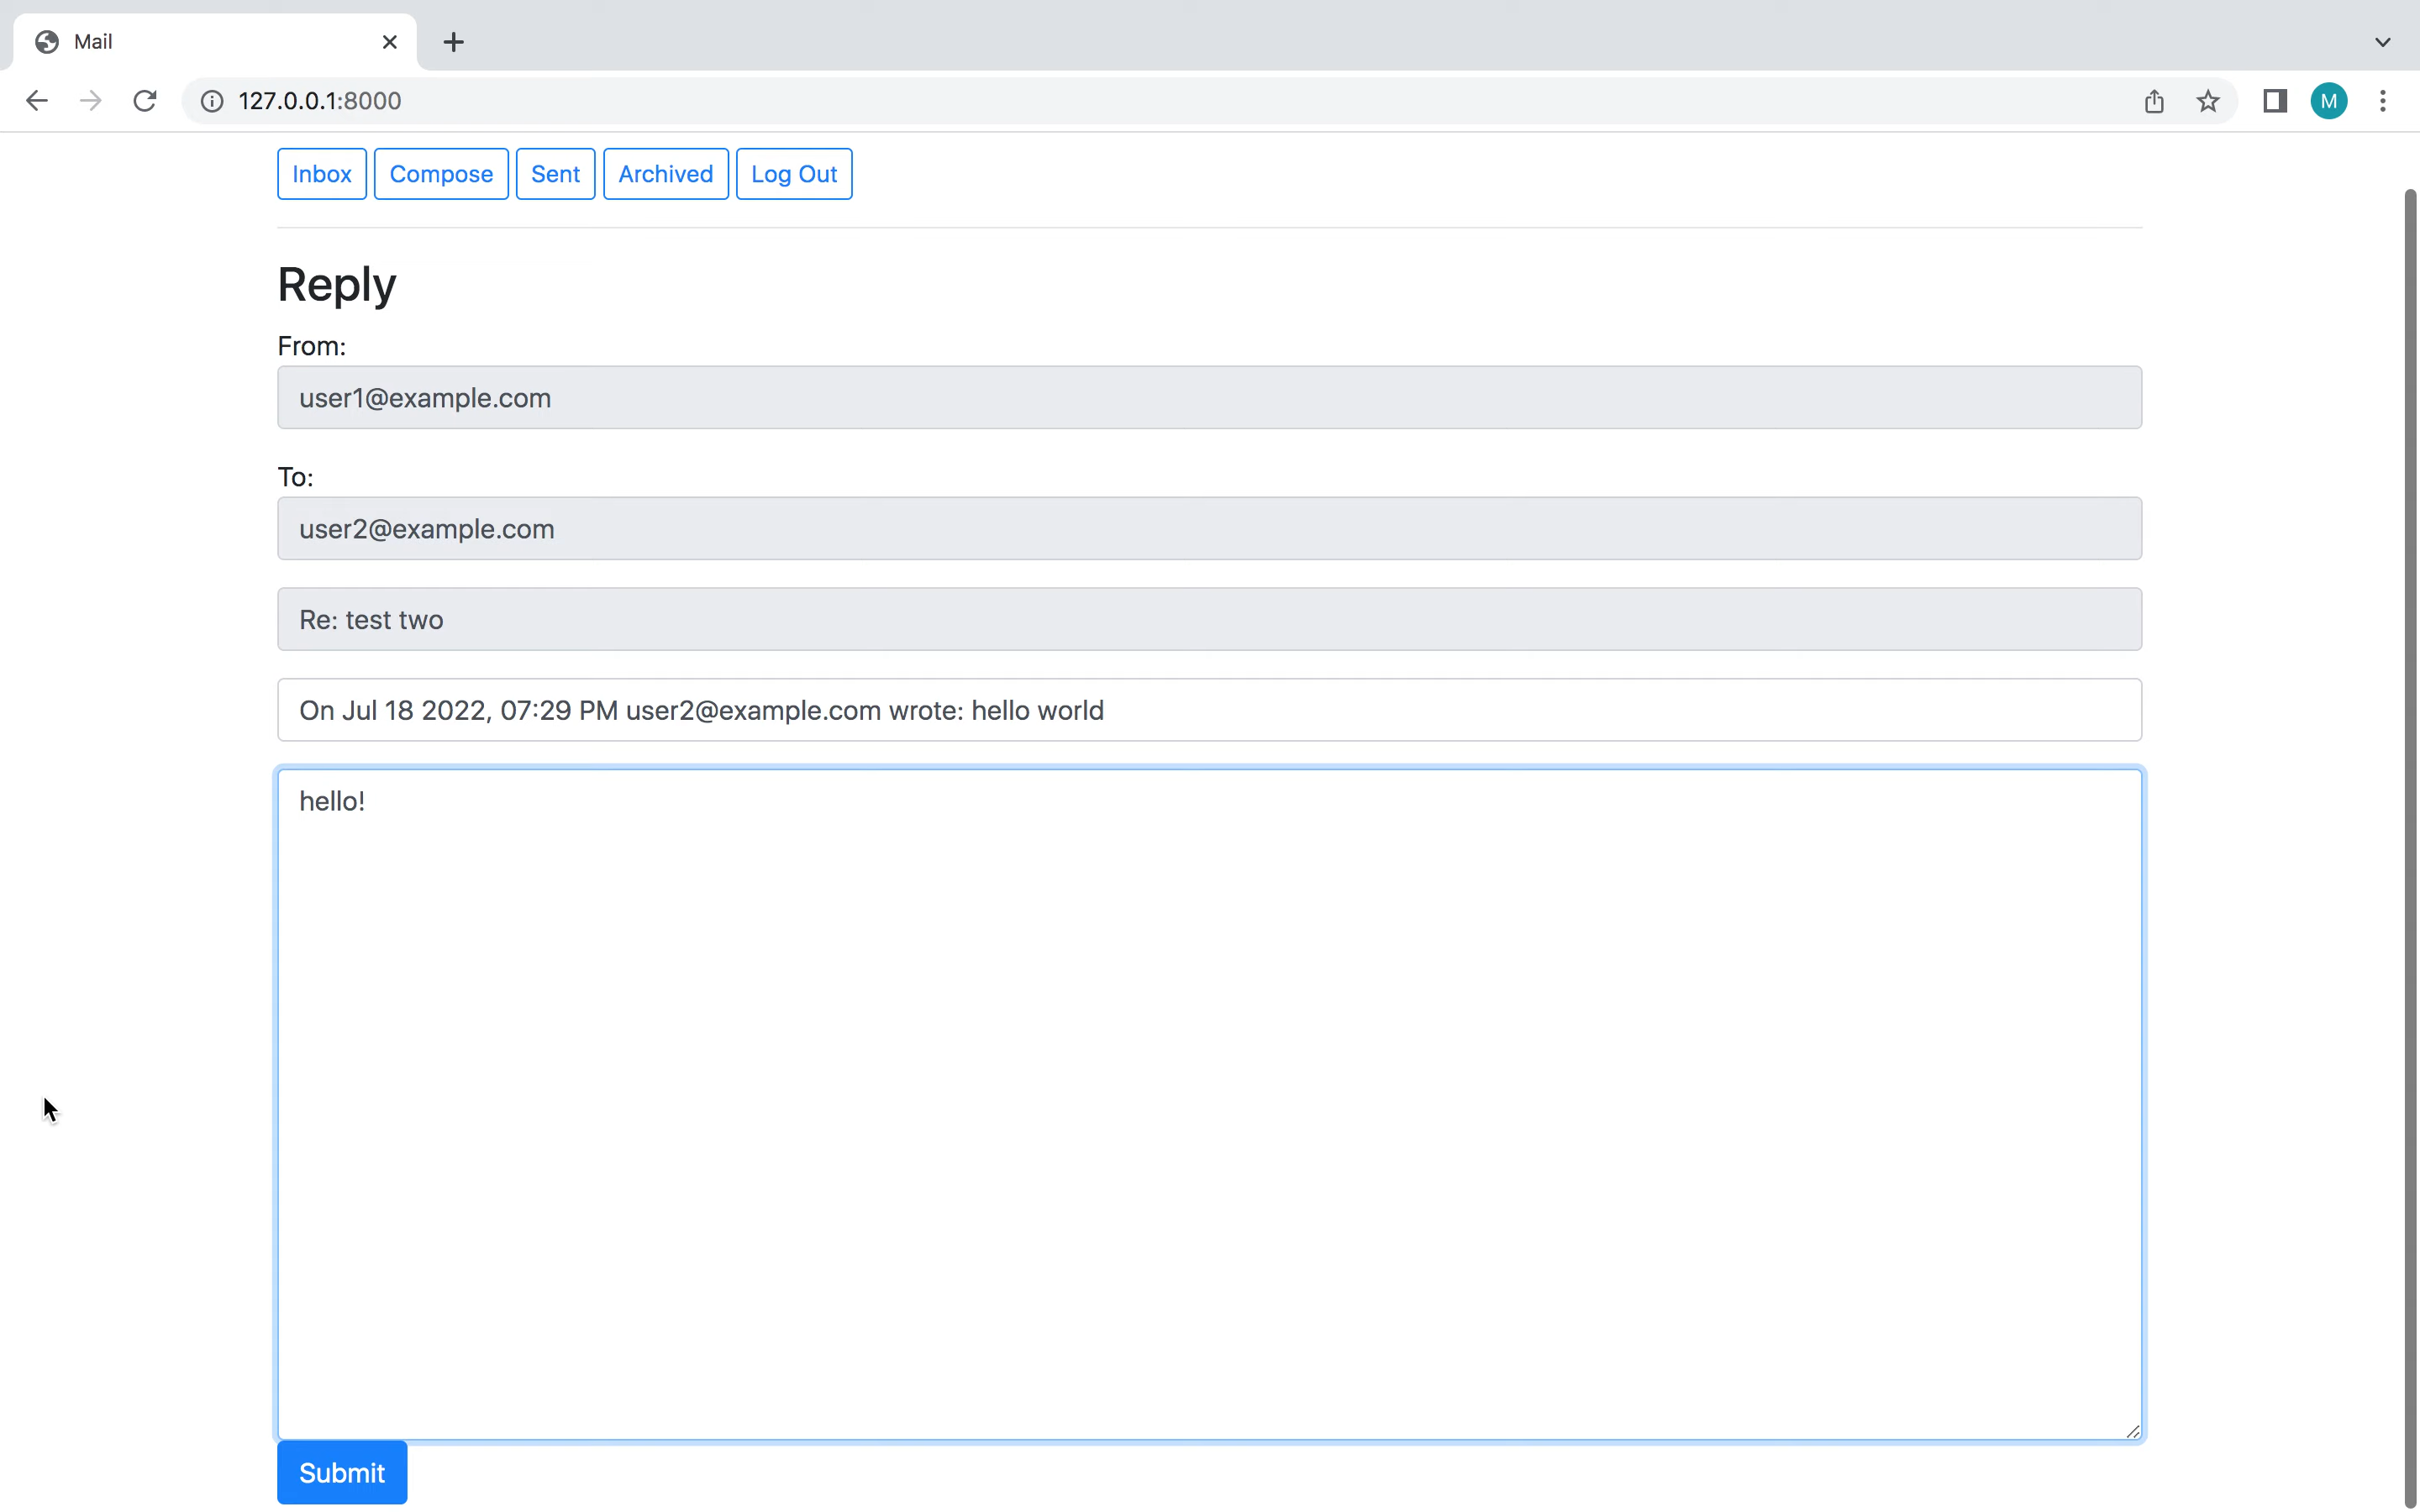 Mail
127.0.0.1:8000
M
Inbox Compose Sent Archived Log Out
Reply
From:
user1@example.com
To:
user2@example.com
Re: test two
On Jul 18 2022, 07:29 PM user2@example.com wrote: hello world
hello!
Submit